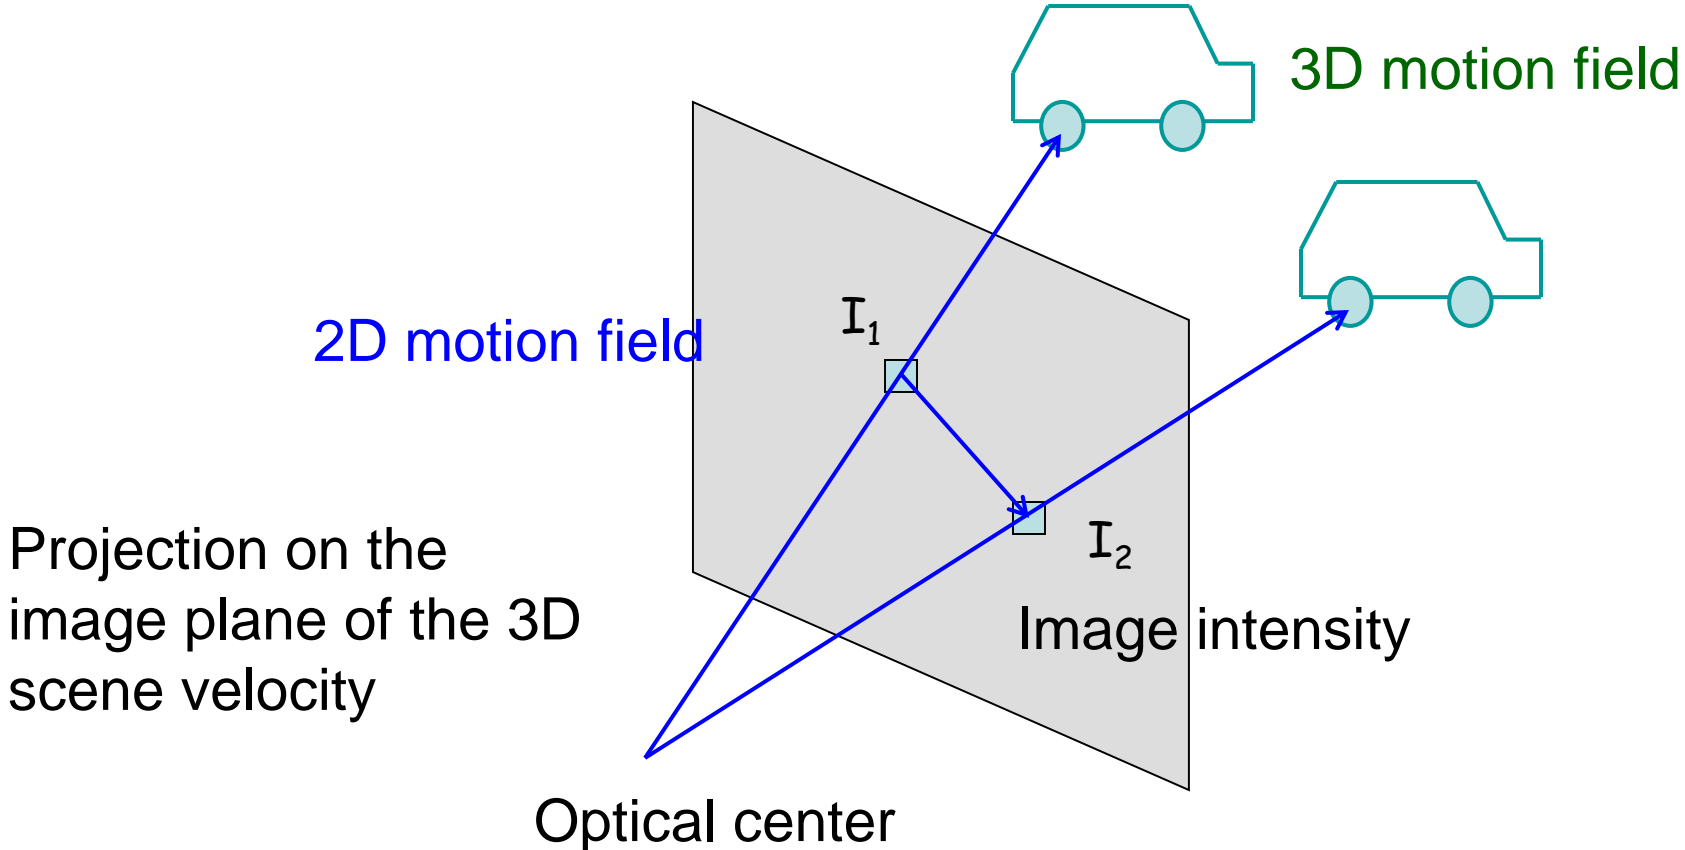 3D motion field
I₁
2D motion field
I₂
Projection on the
image plane of the 3D
scene velocity
Image intensity
Optical center